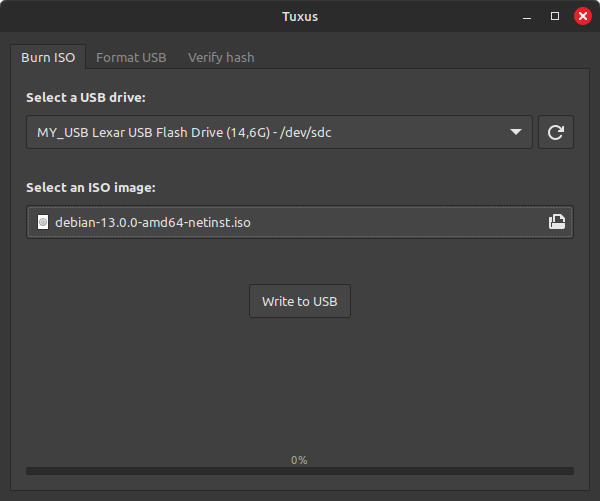 Tuxus
Burn ISO Format USB Verify hash
Select a USB drive:
MY_USB Lexar USB Flash Drive (14,6G) - /dev/sdc
Select an ISO image:
debian-13.0.0-amd64-netinst.iso
Write to USB
0%